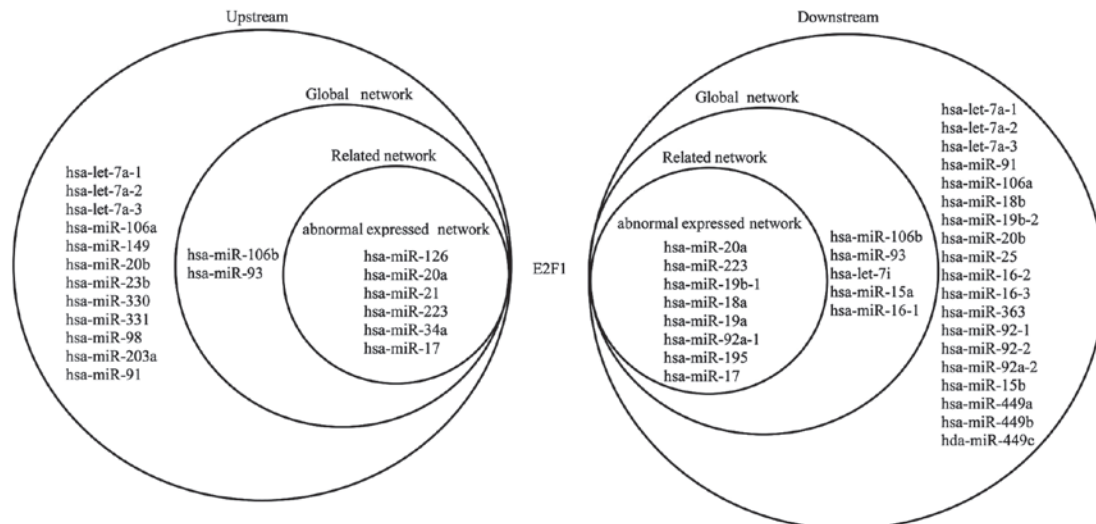 Upstream
Global network
Related network
abnormal expressed network
hsa-let-7a-1
hsa-let-7a-2
hsa-let-7a-3
hsa-miR-106a
hsa-miR-149
hsa-miR-20b
hsa-miR-23b
hsa-miR-330
hsa-miR-331
hsa-miR-98
hsa-miR-203a
hsa-miR-91
hsa-miR-106b
hsa-miR-93
hsa-miR-126
hsa-miR-20a
hsa-miR-21
hsa-miR-223
hsa-miR-34a
hsa-miR-17
E2F1
Downstream
Global network
Related network
abnormal expressed network
hsa-miR-20a
hsa-miR-223
hsa-miR-19b-1
hsa-miR-18a
hsa-miR-19a
hsa-miR-92a-1
hsa-miR-195
hsa-miR-17
hsa-miR-106b
hsa-miR-93
hsa-let-7i
hsa-miR-15a
hsa-miR-16-1
hsa-let-7a-1
hsa-let-7a-2
hsa-let-7a-3
hsa-miR-91
hsa-miR-106a
hsa-miR-18b
hsa-miR-19b-2
hsa-miR-20b
hsa-miR-25
hsa-miR-16-2
hsa-miR-16-3
hsa-miR-363
hsa-miR-92-1
hsa-miR-92-2
hsa-miR-92a-2
hsa-miR-15b
hsa-miR-449a
hsa-miR-449b
hda-miR-449c